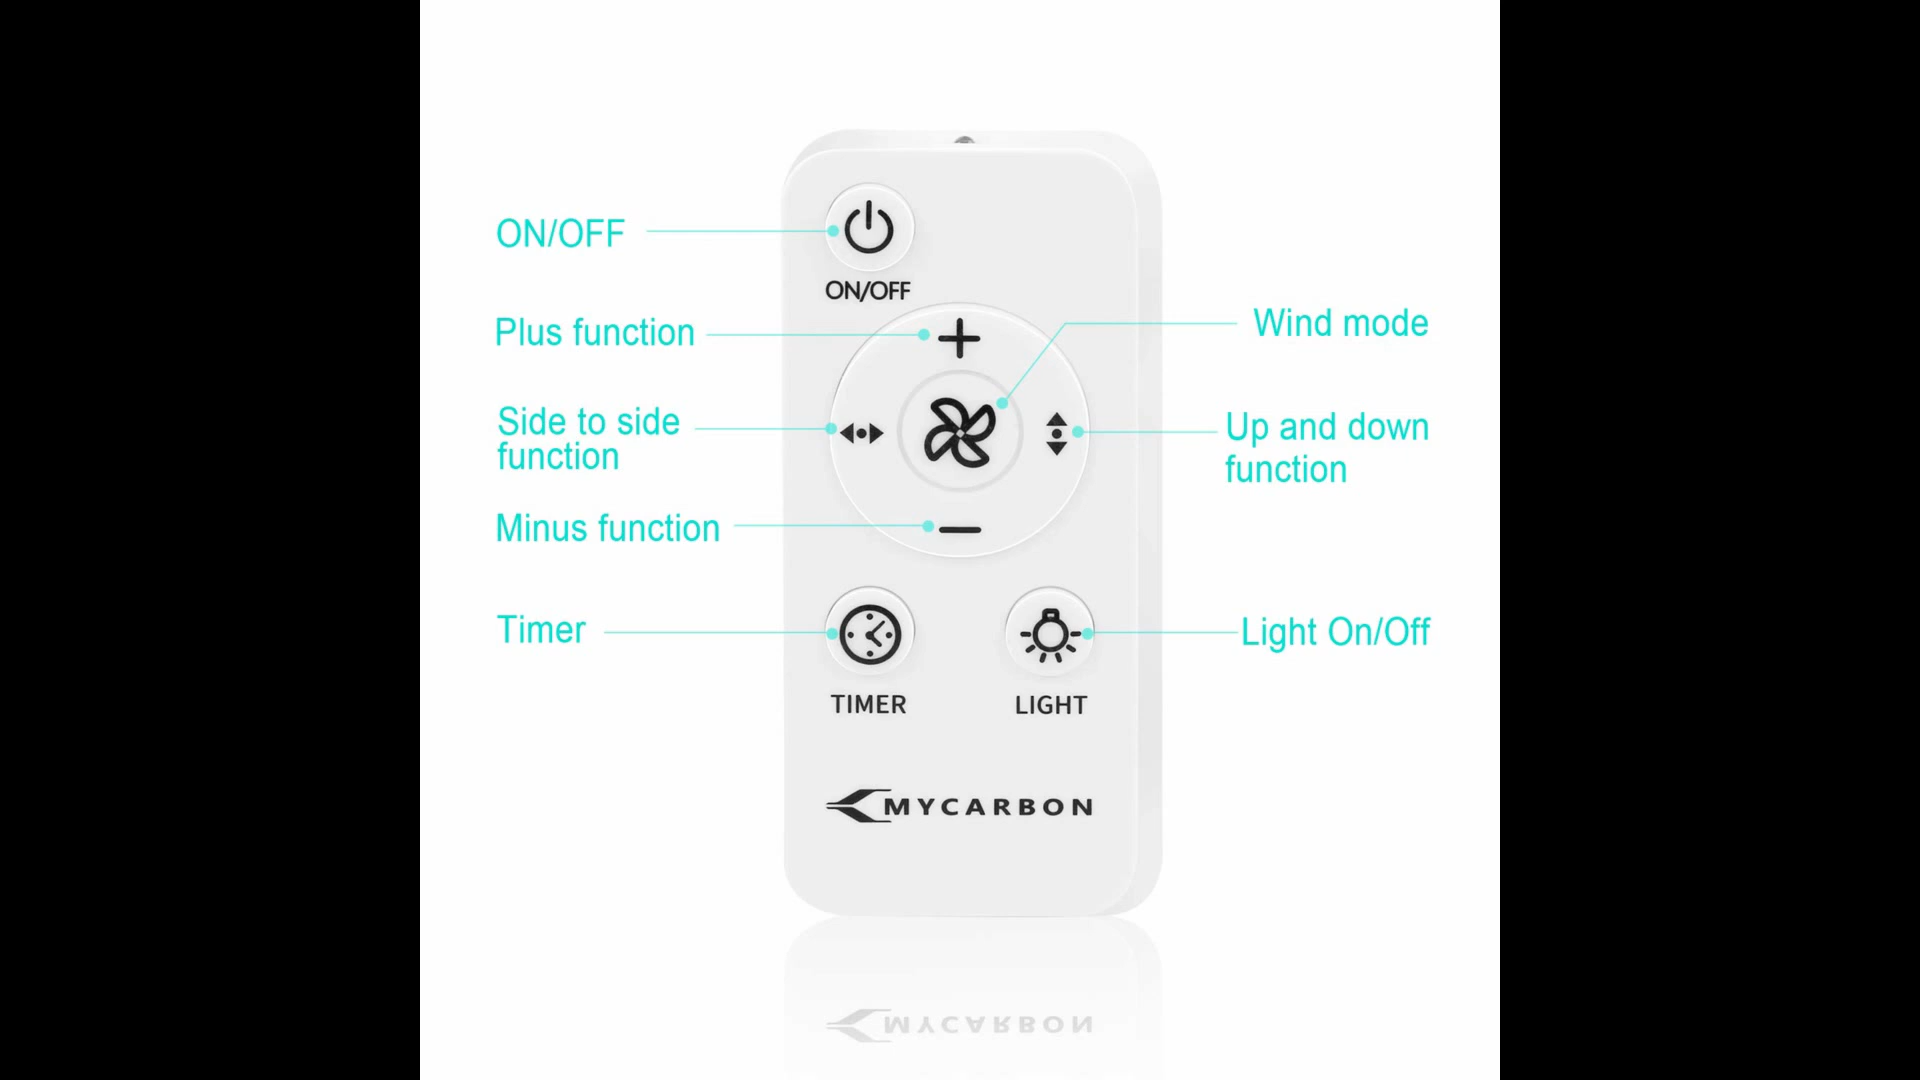 ON/OFF
ON/OFF
Plus function
Wind mode
Side to side
function
Up and down
function
Minus function
Timer
Light On/Off
TIMER
LIGHT
MYCARBON
MYCARBON